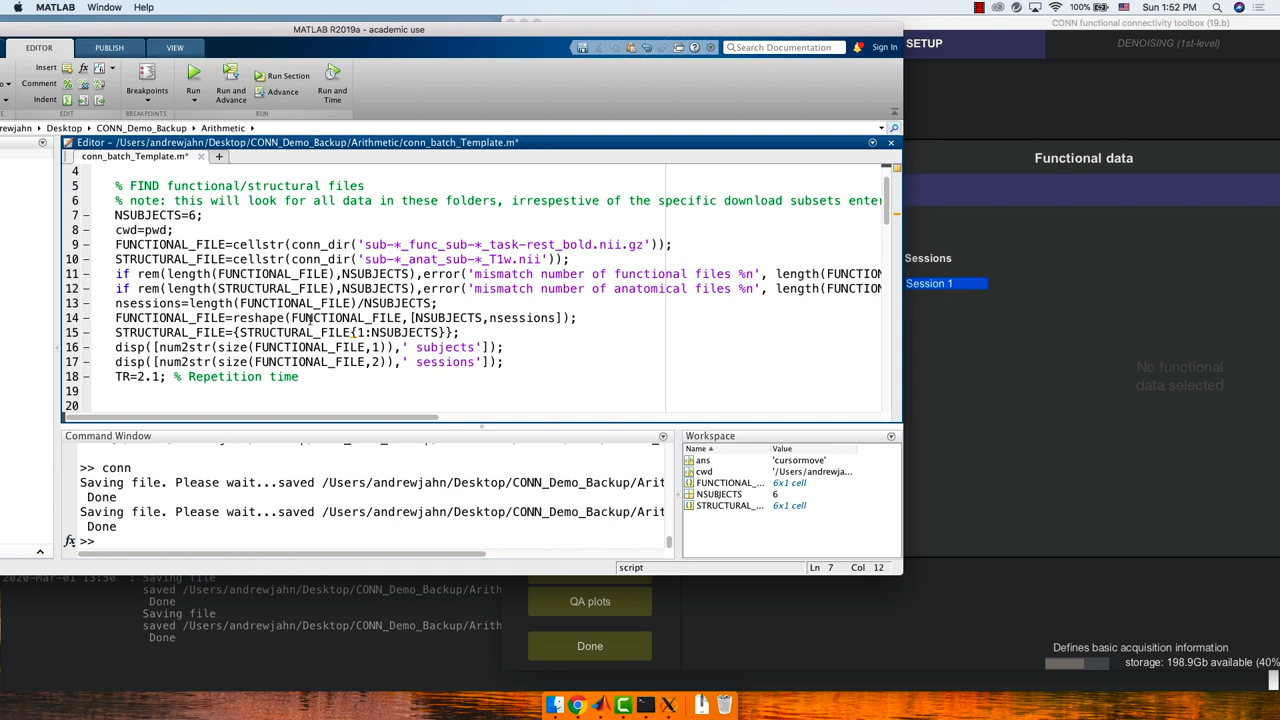 MATLAB Window Help
100% Sun 1:52 PM
MATLAB R2019a - academic use
CONN functional connectivity toolbox (19.b)
EDITOR PUBLISH VIEW
Search Documentation Sign In
SETUP DENOISING (1st-level)
Insert fx
Comment %
Indent
Breakpoints Run Run and Advance Run Section Advance Run and Time
EDIT BREAKPOINTS RUN
rewjahn Desktop CONN_Demo_Backup Arithmetic
Editor - /Users/andrewjahn/Desktop/CONN_Demo_Backup/Arithmetic/conn_batch_Template.m*
conn_batch_Template.m* × +
Functional data
4
5 % FIND functional/structural files
6 % note: this will look for all data in these folders, irrespestive of the specific download subsets enter
7 NSUBJECTS=6;
8 cwd=pwd;
9 FUNCTIONAL_FILE=cellstr(conn_dir('sub-*_func_sub-*_task-rest_bold.nii.gz'));
10 STRUCTURAL_FILE=cellstr(conn_dir('sub-*_anat_sub-*_T1w.nii'));
11 if rem(length(FUNCTIONAL_FILE),NSUBJECTS),error('mismatch number of functional files %n', length(FUNCTION
12 if rem(length(STRUCTURAL_FILE),NSUBJECTS),error('mismatch number of anatomical files %n', length(FUNCTION
13 nsessions=length(FUNCTIONAL_FILE)/NSUBJECTS;
14 FUNCTIONAL_FILE=reshape(FUNCTIONAL_FILE,[NSUBJECTS,nsessions]);
15 STRUCTURAL_FILE={STRUCTURAL_FILE{1:NSUBJECTS}};
16 disp([num2str(size(FUNCTIONAL_FILE,1)),' subjects']);
17 disp([num2str(size(FUNCTIONAL_FILE,2)),' sessions']);
18 TR=2.1; % Repetition time
19
20
Sessions
Session 1
No functional
data selected
Command Window
>> conn
Saving file. Please wait...saved /Users/andrewjahn/Desktop/CONN_Demo_Backup/Arit
Done
Saving file. Please wait...saved /Users/andrewjahn/Desktop/CONN_Demo_Backup/Arit
Done
fx >>
Workspace
Name Value
ans 'cursormove'
cwd '/Users/andrewja...
FUNCTIONAL_... 6x1 cell
NSUBJECTS 6
STRUCTURAL_... 6x1 cell
script Ln 7 Col 12
2020-Mar-01 13:50 : Saving file
saved /Users/andrewjahn/Desktop/CONN_Demo_Backup/Arith
Done
Saving file
saved /Users/andrewjahn/Desktop/CONN_Demo_Backup/Arith
Done
QA plots
Done
Defines basic acquisition information
storage: 198.9Gb available (40%